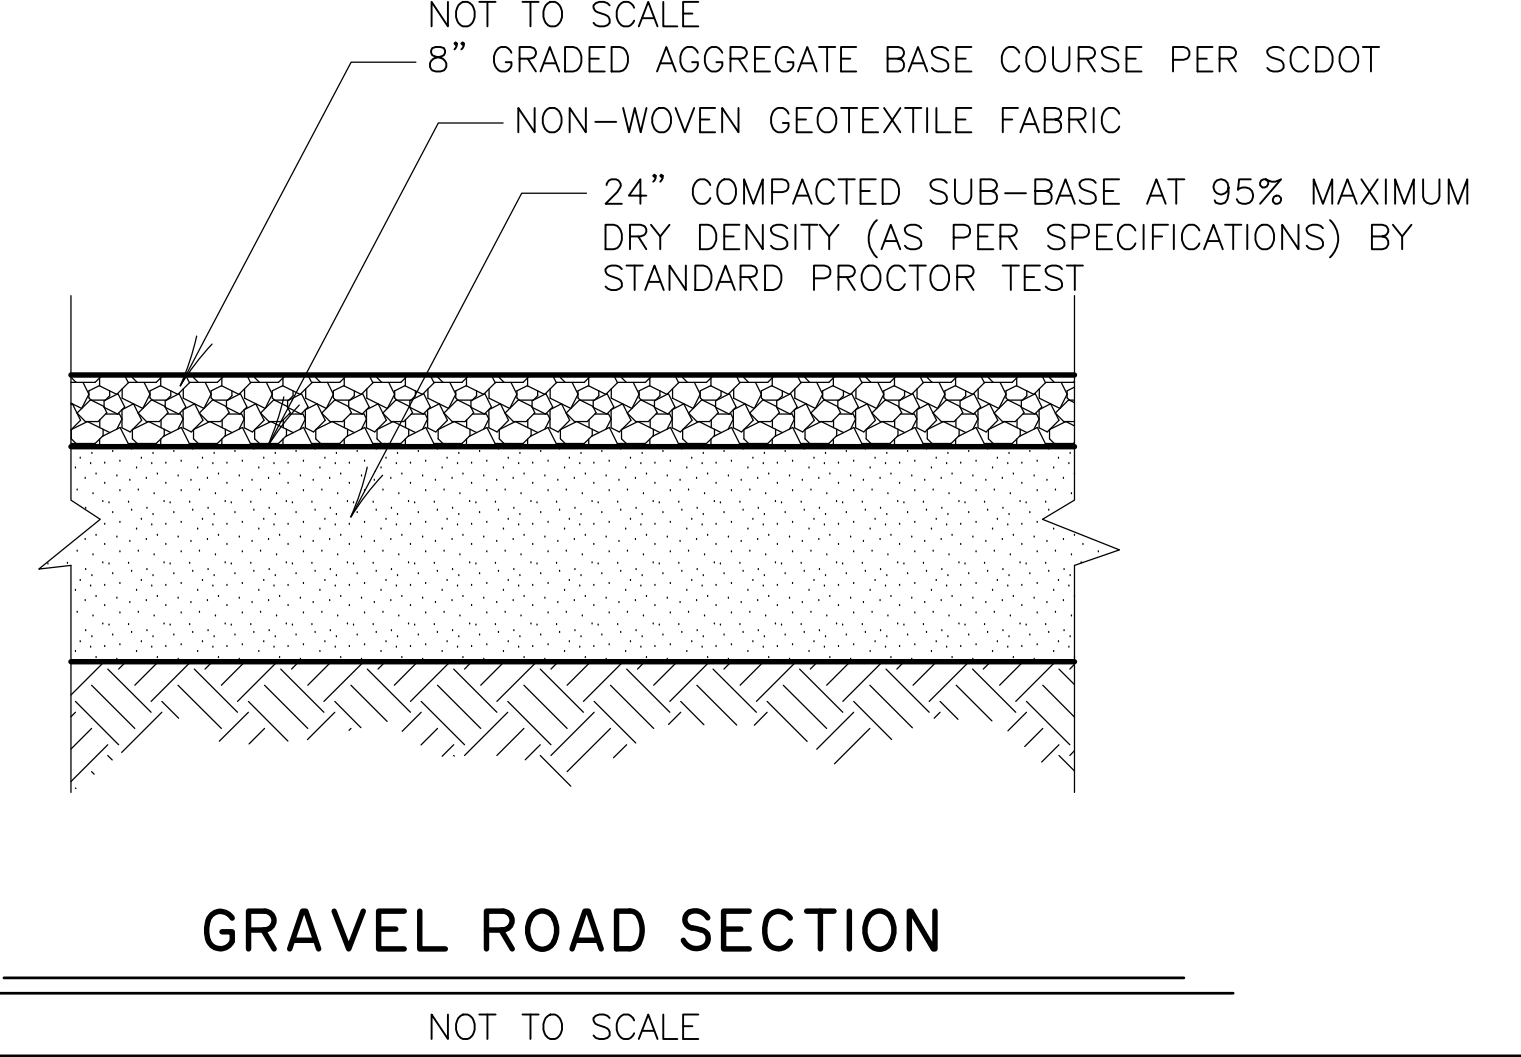 NOT TO SCALE
8” GRADED AGGREGATE BASE COURSE PER SCDOT
NON-WOVEN GEOTEXTILE FABRIC
24” COMPACTED SUB-BASE AT 95% MAXIMUM
DRY DENSITY (AS PER SPECIFICATIONS) BY
STANDARD PROCTOR TEST
GRAVEL ROAD SECTION
NOT TO SCALE